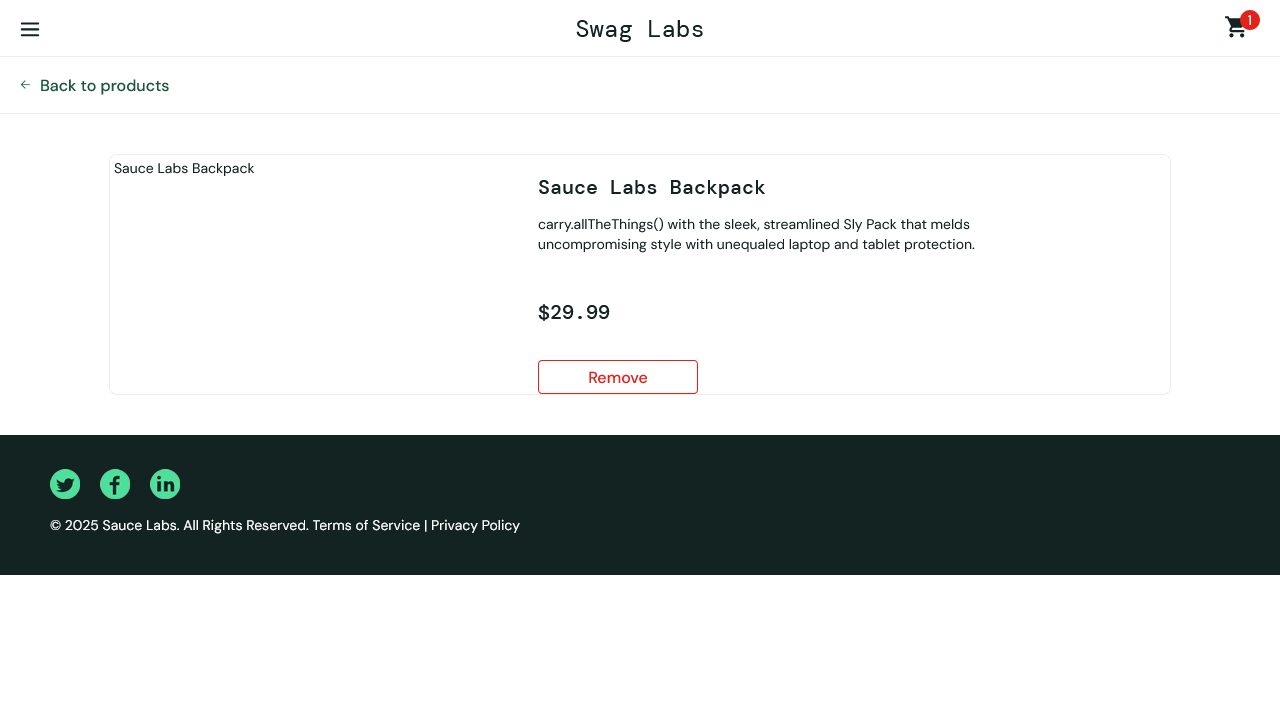 Swag Labs
1
Back to products
Sauce Labs Backpack
Sauce Labs Backpack
carry.allTheThings() with the sleek, streamlined Sly Pack that melds
uncompromising style with unequaled laptop and tablet protection.
$29.99
Remove
© 2025 Sauce Labs. All Rights Reserved. Terms of Service | Privacy Policy